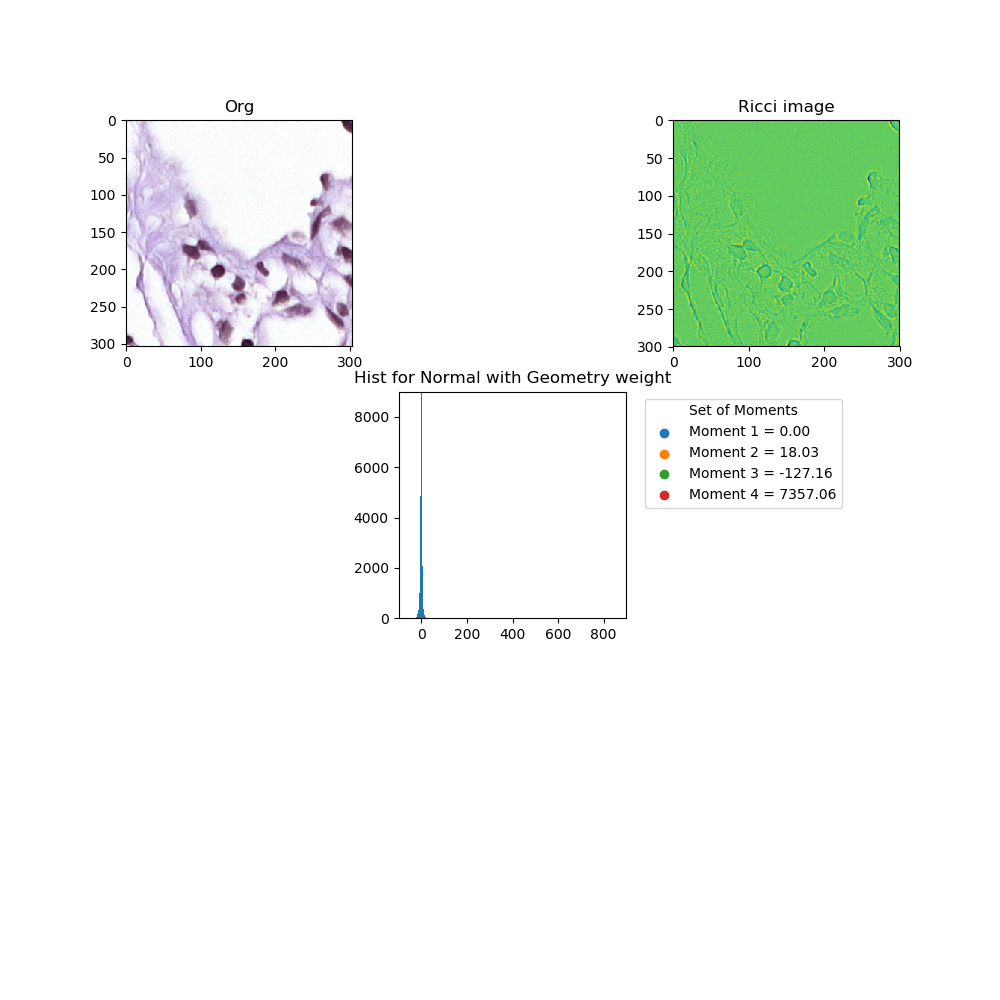 Org
0
50
100
150
200
250
300
0 100 200 300
Ricci image
0
50
100
150
200
250
300
0 100 200 300
Hist for Normal with Geometry weight
8000
6000
4000
2000
0
0 200 400 600 800
Set of Moments
Moment 1 = 0.00
Moment 2 = 18.03
Moment 3 = -127.16
Moment 4 = 7357.06